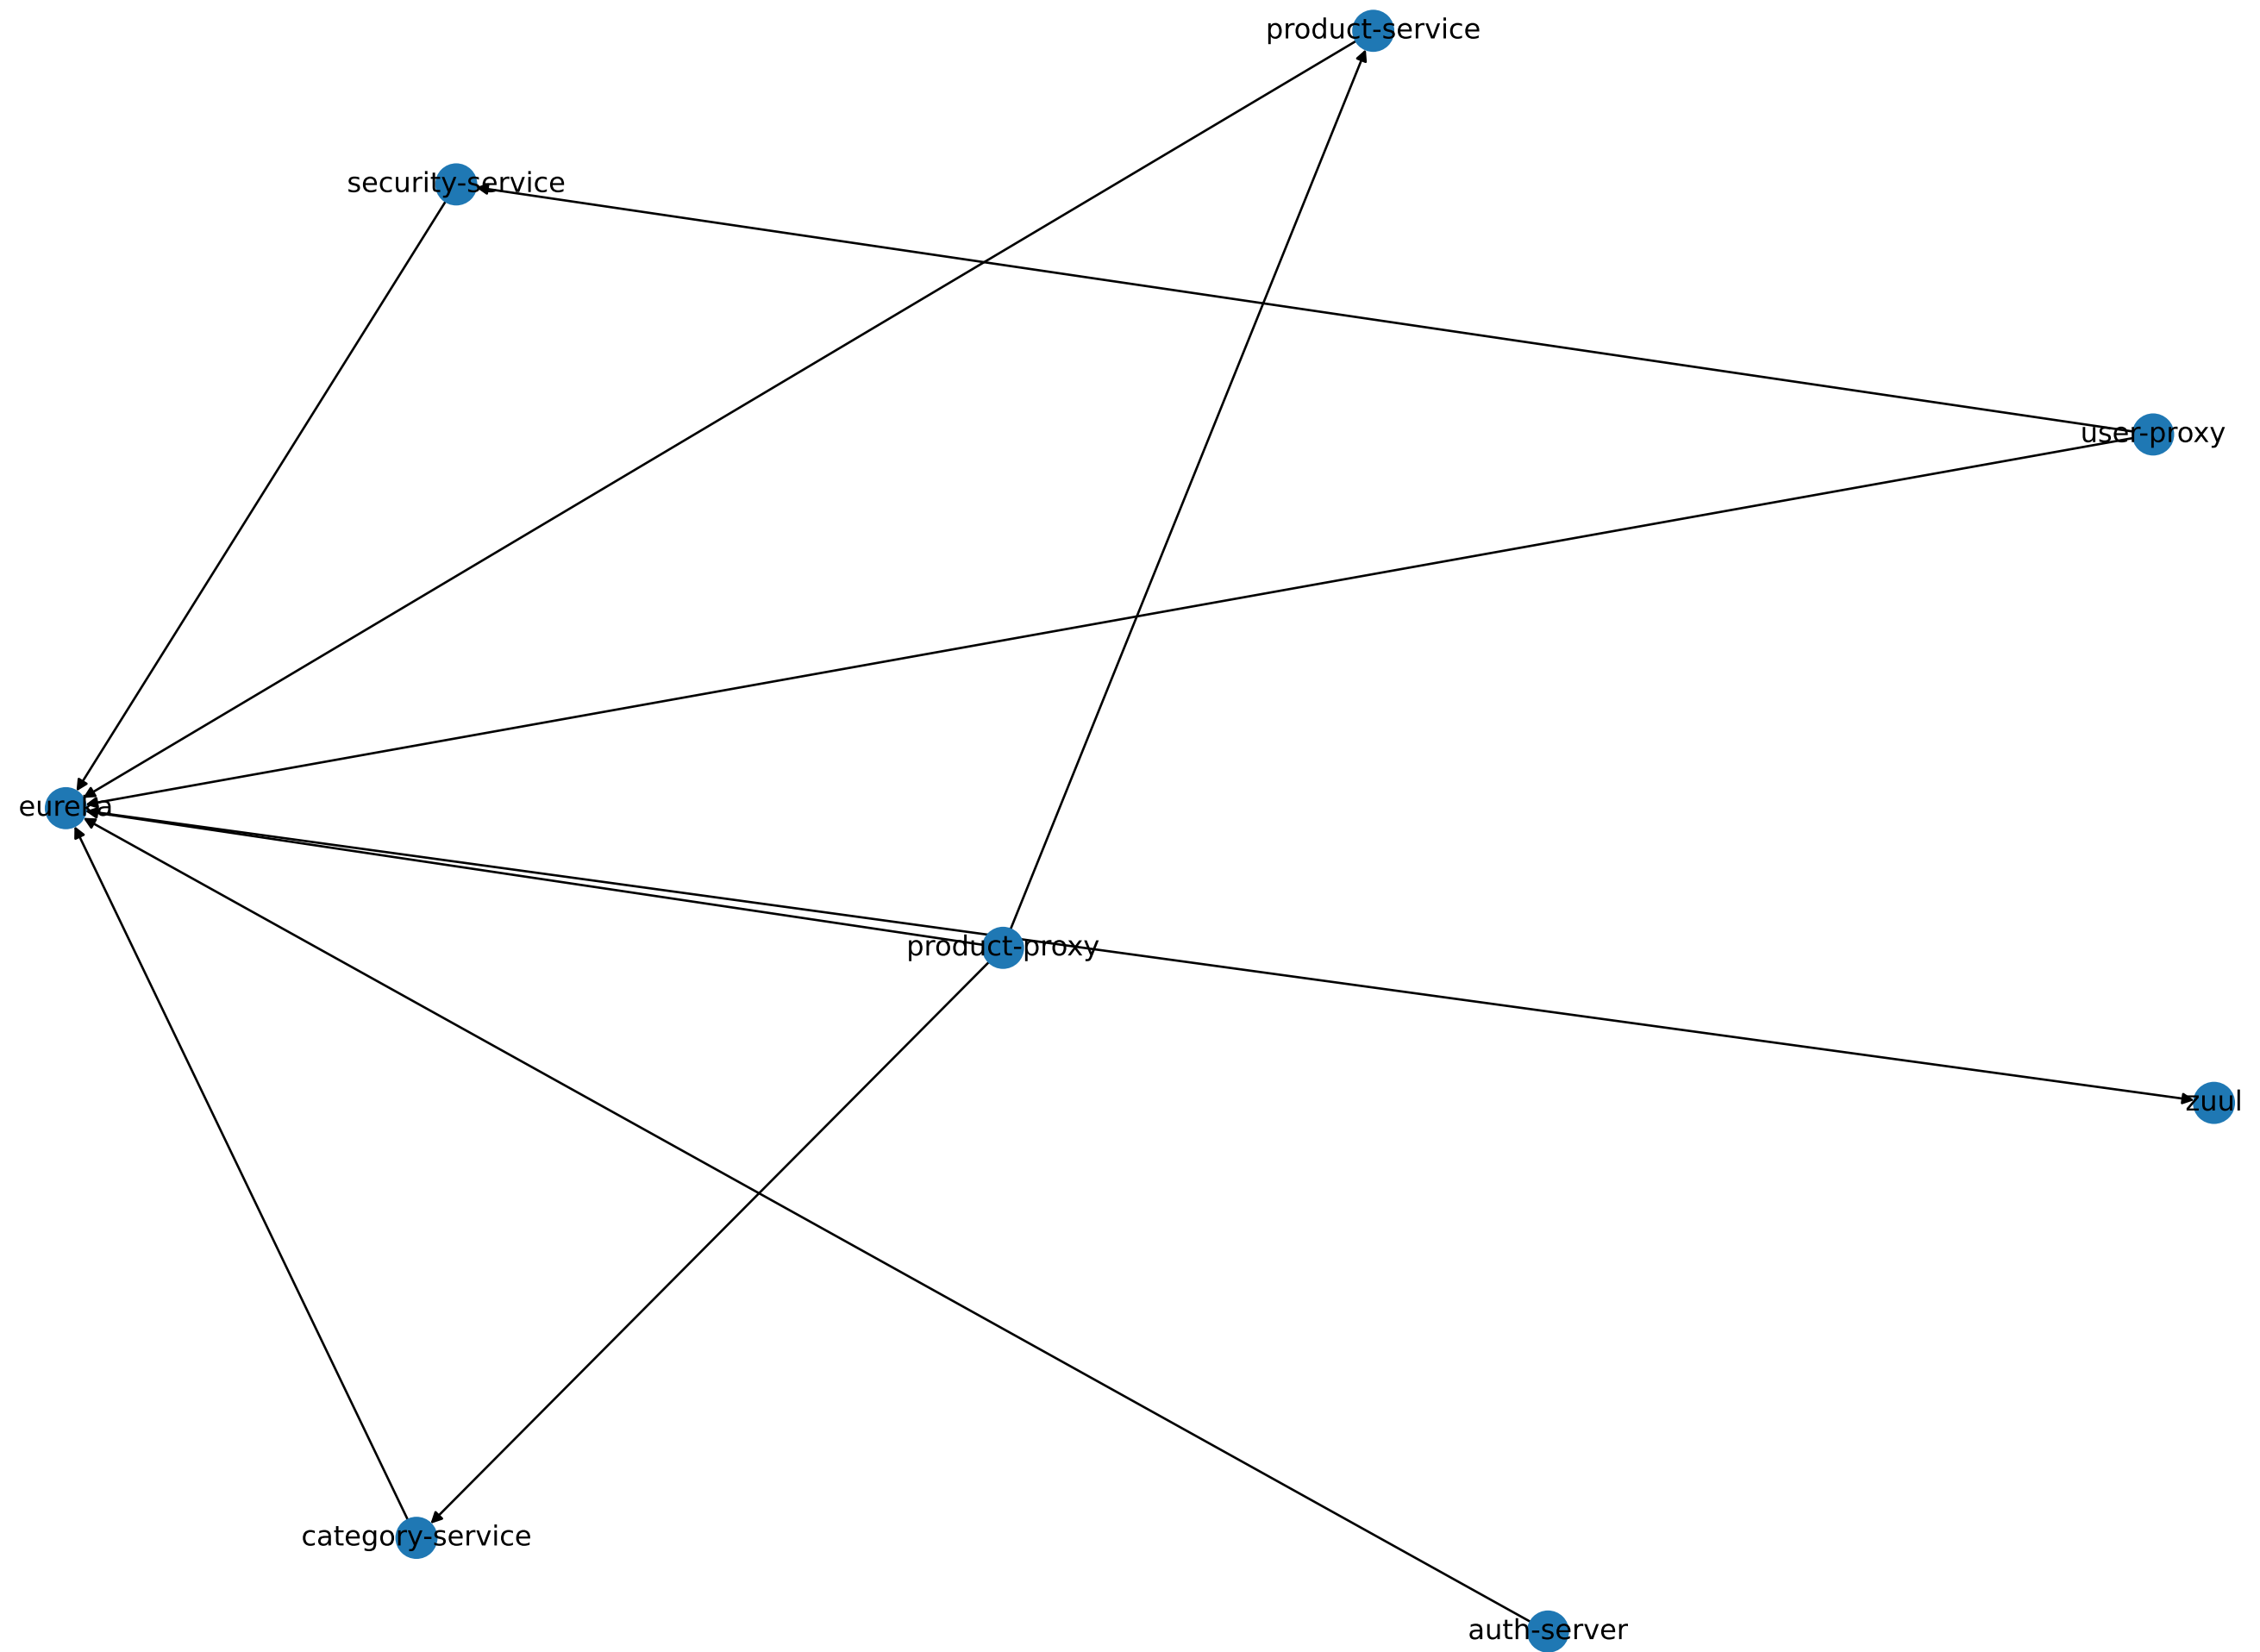 product-service
security-service
user-proxy
eureka
product-proxy
zuul
category-service
auth-server